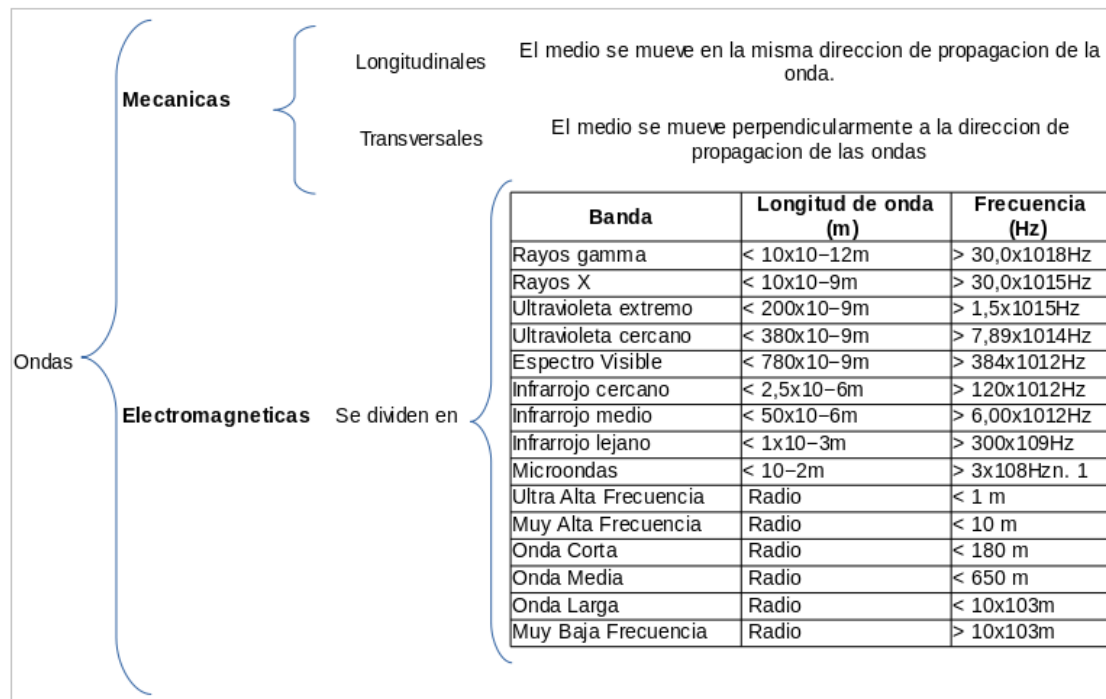 Ondas
Mecanicas
Longitudinales
El medio se mueve en la misma direccion de propagacion de la
onda.
Transversales
El medio se mueve perpendicularmente a la direccion de
propagacion de las ondas
Electromagneticas
Se dividen en
Banda Longitud de onda (m) Frecuencia (Hz)
Rayos gamma < 10x10−12m > 30,0x1018Hz
Rayos X < 10x10−9m > 30,0x1015Hz
Ultravioleta extremo < 200x10−9m > 1,5x1015Hz
Ultravioleta cercano < 380x10−9m > 7,89x1014Hz
Espectro Visible < 780x10−9m > 384x1012Hz
Infrarrojo cercano < 2,5x10−6m > 120x1012Hz
Infrarrojo medio < 50x10−6m > 6,00x1012Hz
Infrarrojo lejano < 1x10−3m > 300x109Hz
Microondas < 10−2m > 3x108Hzn. 1
Ultra Alta Frecuencia Radio < 1 m
Muy Alta Frecuencia Radio < 10 m
Onda Corta Radio < 180 m
Onda Media Radio < 650 m
Onda Larga Radio < 10x103m
Muy Baja Frecuencia Radio > 10x103m